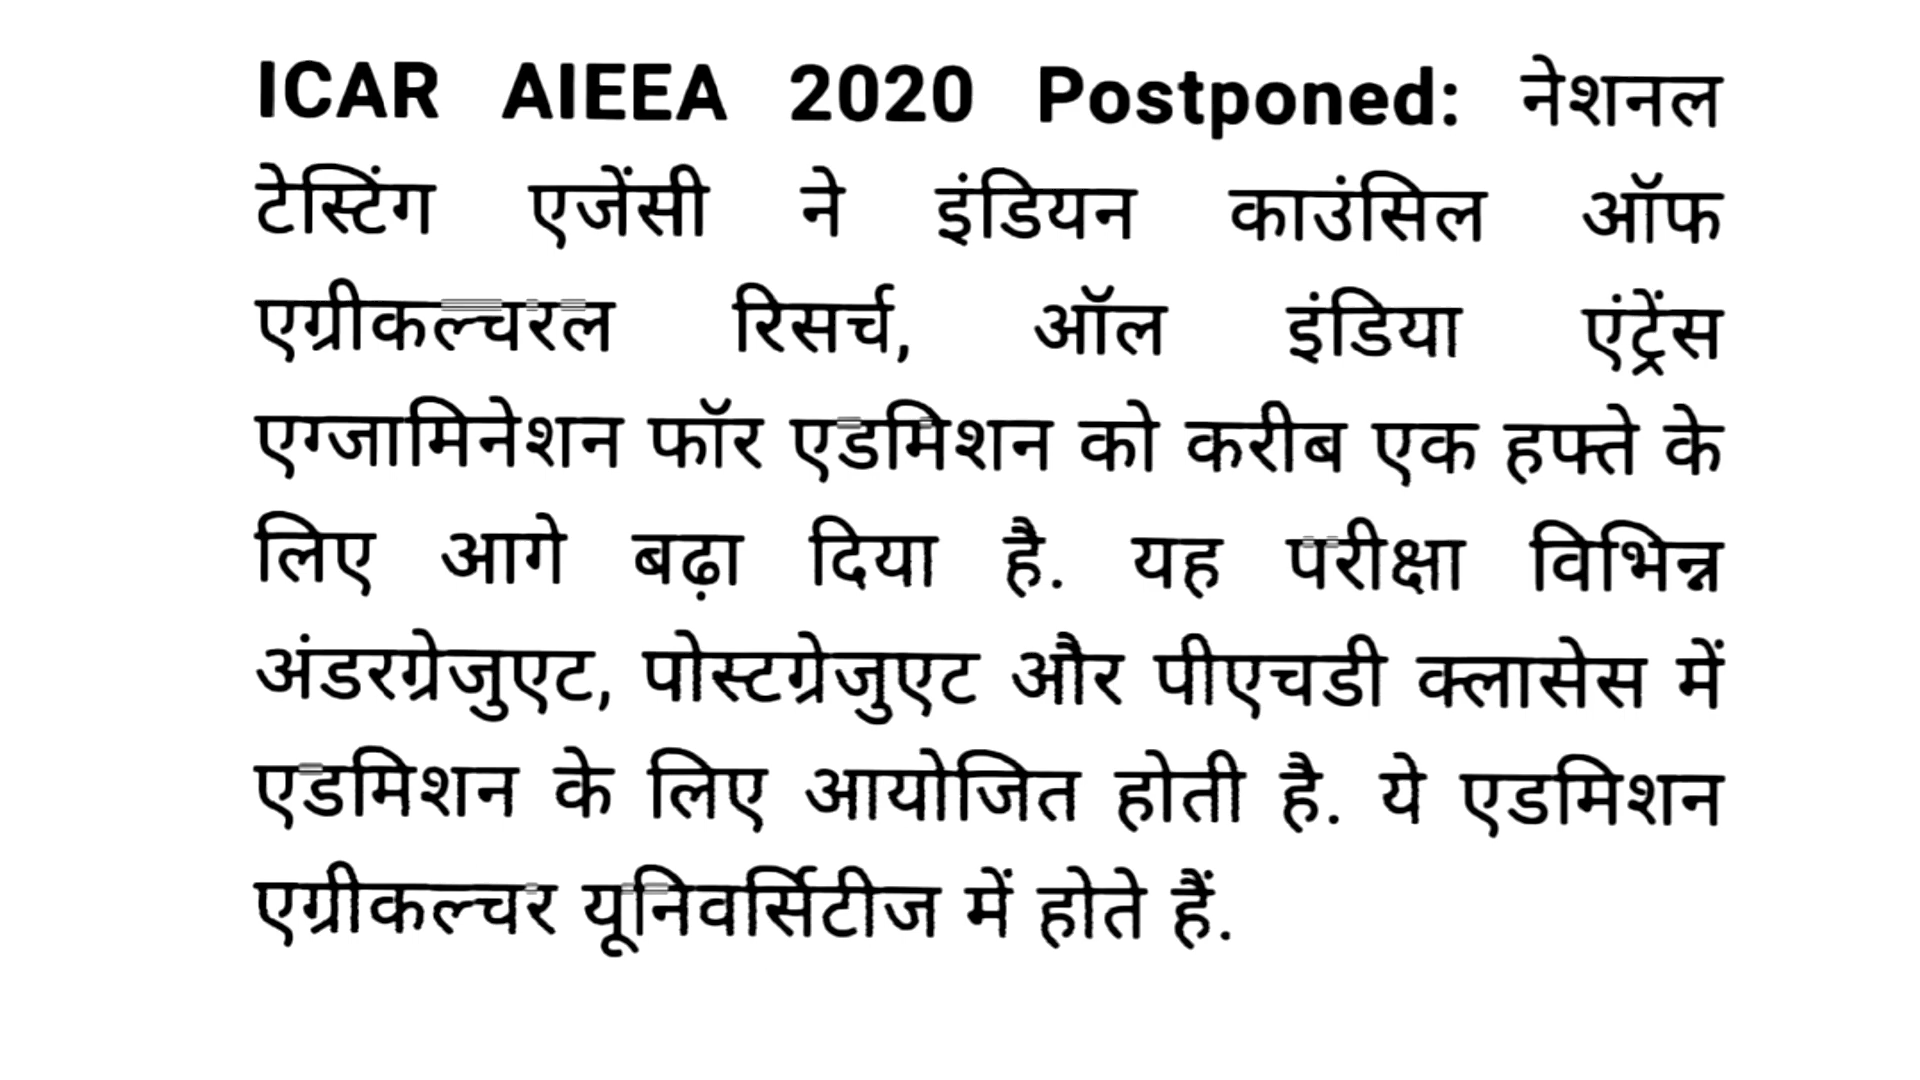 ICAR AIEEA 2020 Postponed: नेशनल
टेस्टिंग एजेंसी ने इंडियन काउंसिल ऑफ
एग्रीकल्चरल रिसर्च, ऑल इंडिया एंट्रेंस
एग्जामिनेशन फॉर एडमिशन को करीब एक हफ्ते के
लिए आगे बढ़ा दिया है. यह परीक्षा विभिन्न
अंडरग्रेजुएट, पोस्टग्रेजुएट और पीएचडी क्लासेस में
एडमिशन के लिए आयोजित होती है. ये एडमिशन
एग्रीकल्चर यूनिवर्सिटीज में होते हैं.